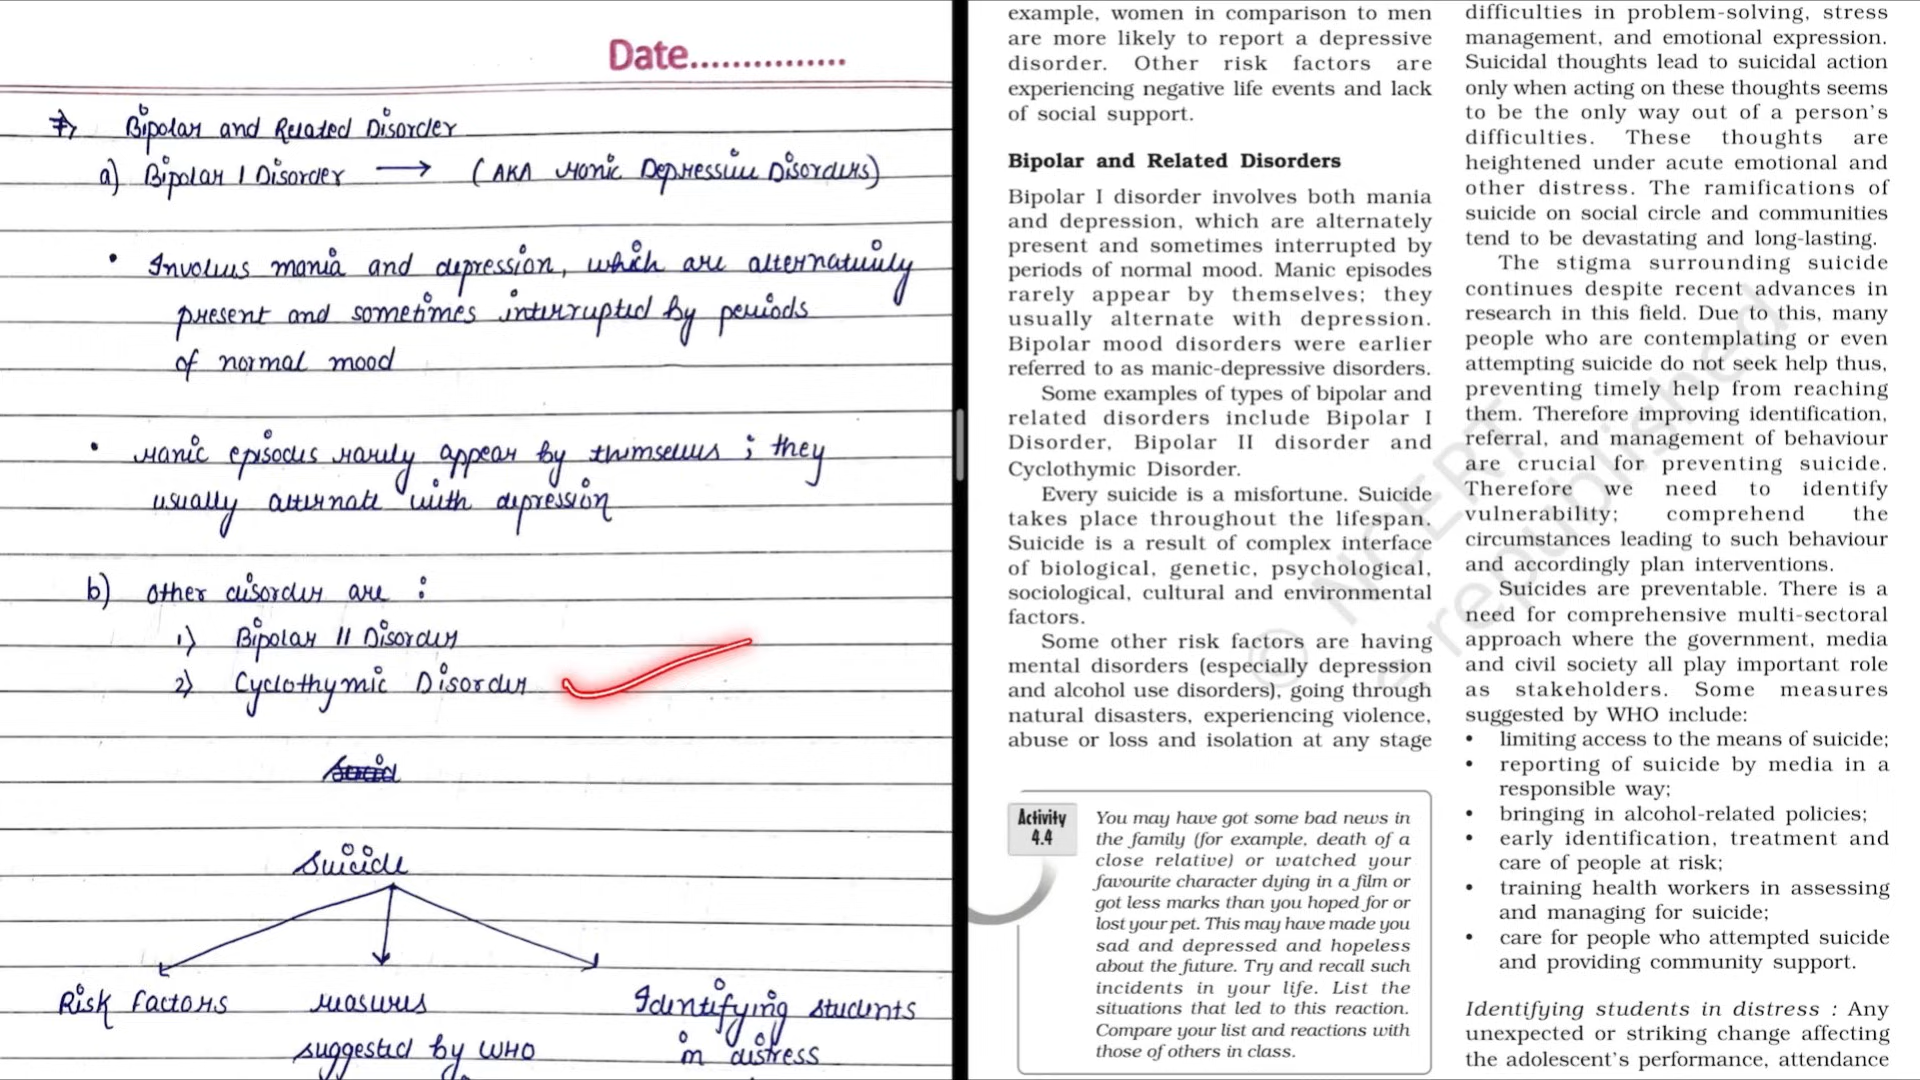 Date...............
7) Bipolar and Related Disorder
a) Bipolar I Disorder → (AKA Manic Depressive Disorders)
• Involves mania and depression, which are alternatively
present and sometimes interrupted by periods
of normal mood
• Manic episodes rarely appear by themselves ; they
usually alternate with depression
b) Other disorder are :
1) Bipolar II Disorder
2) Cyclothymic Disorder
Suicide
Risk factors
measures
suggested by WHO
Identifying students
in distress
example, women in comparison to men
are more likely to report a depressive
disorder. Other risk factors are
experiencing negative life events and lack
of social support.
Bipolar and Related Disorders
Bipolar I disorder involves both mania
and depression, which are alternately
present and sometimes interrupted by
periods of normal mood. Manic episodes
rarely appear by themselves; they
usually alternate with depression.
Bipolar mood disorders were earlier
referred to as manic-depressive disorders.
Some examples of types of bipolar and
related disorders include Bipolar I
Disorder, Bipolar II disorder and
Cyclothymic Disorder.
Every suicide is a misfortune. Suicide
takes place throughout the lifespan.
Suicide is a result of complex interface
of biological, genetic, psychological,
sociological, cultural and environmental
factors.
Some other risk factors are having
mental disorders (especially depression
and alcohol use disorders), going through
natural disasters, experiencing violence,
abuse or loss and isolation at any stage
Activity
4.4
You may have got some bad news in
the family (for example, death of a
close relative) or watched your
favourite character dying in a film or
got less marks than you hoped for or
lost your pet. This may have made you
sad and depressed and hopeless
about the future. Try and recall such
incidents in your life. List the
situations that led to this reaction.
Compare your list and reactions with
those of others in class.
difficulties in problem-solving, stress
management, and emotional expression.
Suicidal thoughts lead to suicidal action
only when acting on these thoughts seems
to be the only way out of a person's
difficulties. These thoughts are
heightened under acute emotional and
other distress. The ramifications of
suicide on social circle and communities
tend to be devastating and long-lasting.
The stigma surrounding suicide
continues despite recent advances in
research in this field. Due to this, many
people who are contemplating or even
attempting suicide do not seek help thus,
preventing timely help from reaching
them. Therefore improving identification,
referral, and management of behaviour
are crucial for preventing suicide.
Therefore we need to identify
vulnerability; comprehend the
circumstances leading to such behaviour
and accordingly plan interventions.
Suicides are preventable. There is a
need for comprehensive multi-sectoral
approach where the government, media
and civil society all play important role
as stakeholders. Some measures
suggested by WHO include:
• limiting access to the means of suicide;
• reporting of suicide by media in a
responsible way;
• bringing in alcohol-related policies;
• early identification, treatment and
care of people at risk;
• training health workers in assessing
and managing for suicide;
• care for people who attempted suicide
and providing community support.
Identifying students in distress : Any
unexpected or striking change affecting
the adolescent's performance, attendance
© NCERT
republished